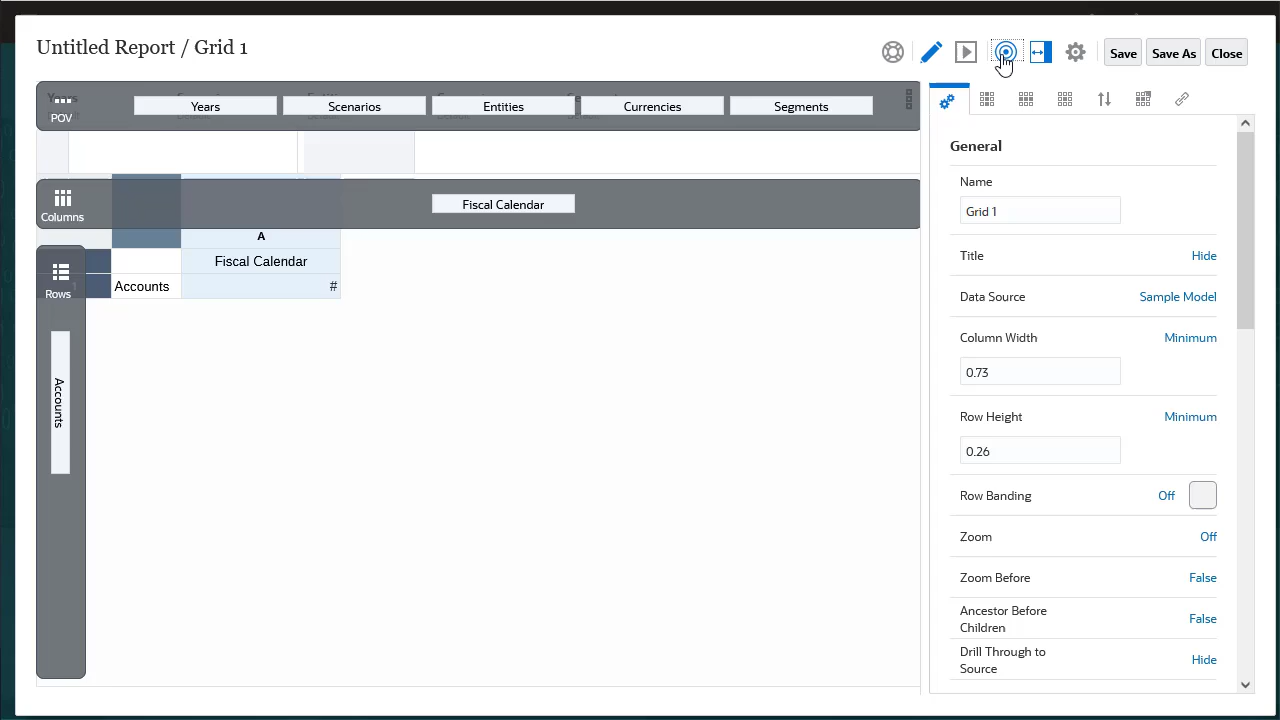 Untitled Report / Grid 1
Save
Save As
Close
POV
Years
Scenarios
Entities
Currencies
Segments
Columns
Fiscal Calendar
A
Fiscal Calendar
Rows
1
Accounts
#
Accounts
General
Name
Grid 1
Title
Hide
Data Source
Sample Model
Column Width
Minimum
0.73
Row Height
Minimum
0.26
Row Banding
Off
Zoom
Off
Zoom Before
False
Ancestor Before
Children
False
Drill Through to
Source
Hide